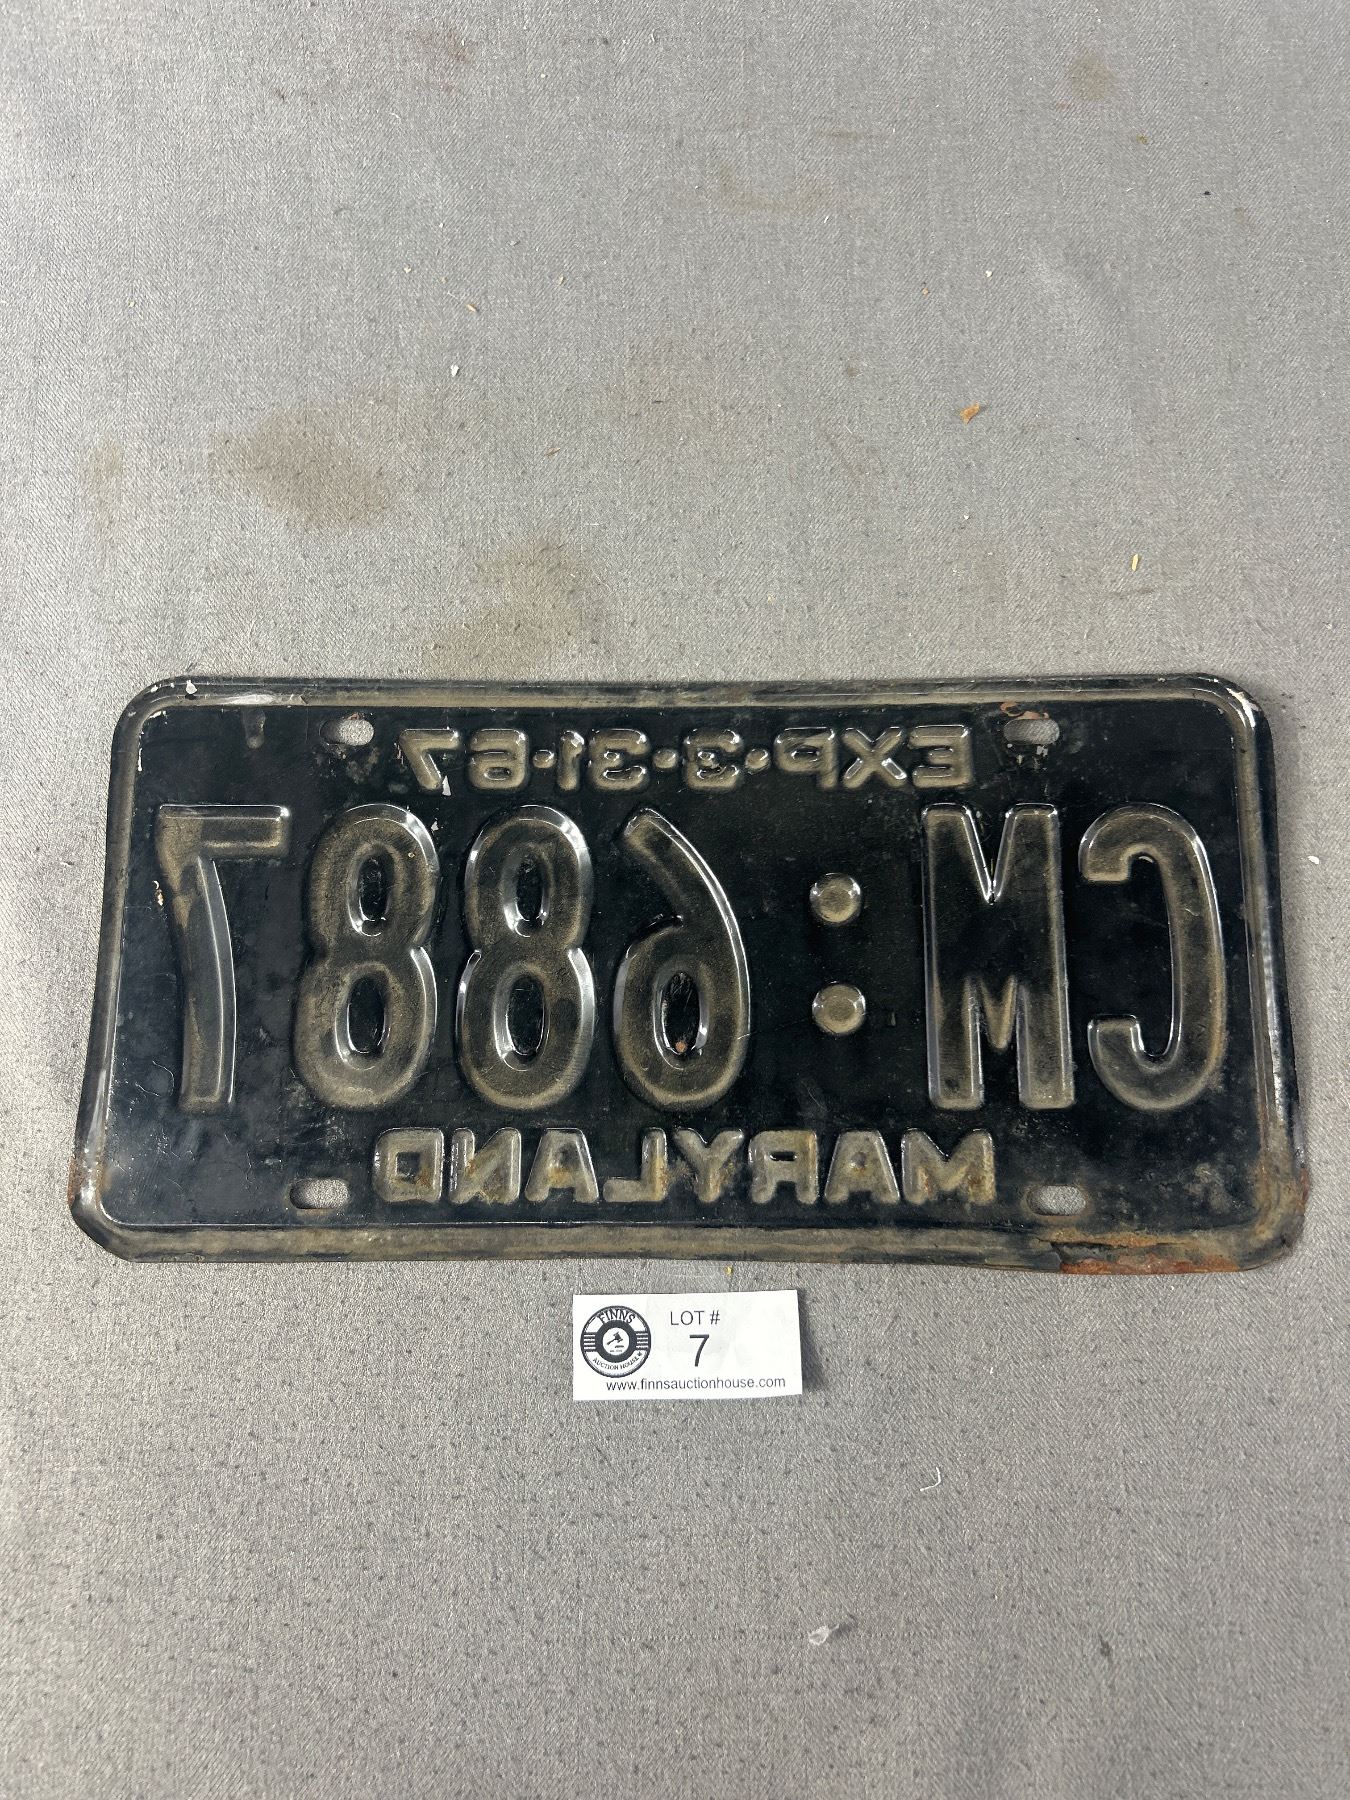 EXP·3·31·67
CM:6887
MARYLAND
FINNS
AUCTION HOUSE
LOT #
7
www.finnsauctionhouse.com